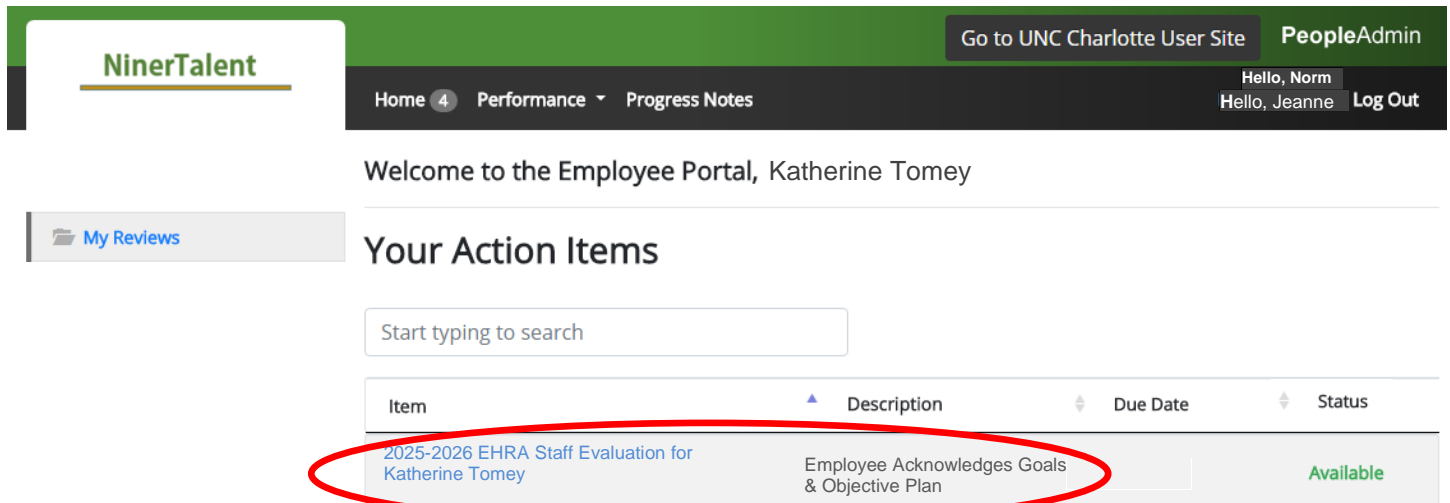 NinerTalent
Go to UNC Charlotte User Site PeopleAdmin
Home 4 Performance Progress Notes
Hello, Norm
Hello, Jeanne Log Out
Welcome to the Employee Portal, Katherine Tomey
My Reviews
Your Action Items
Start typing to search
Item Description Due Date Status
2025-2026 EHRA Staff Evaluation for
Katherine Tomey
Employee Acknowledges Goals
& Objective Plan
Available